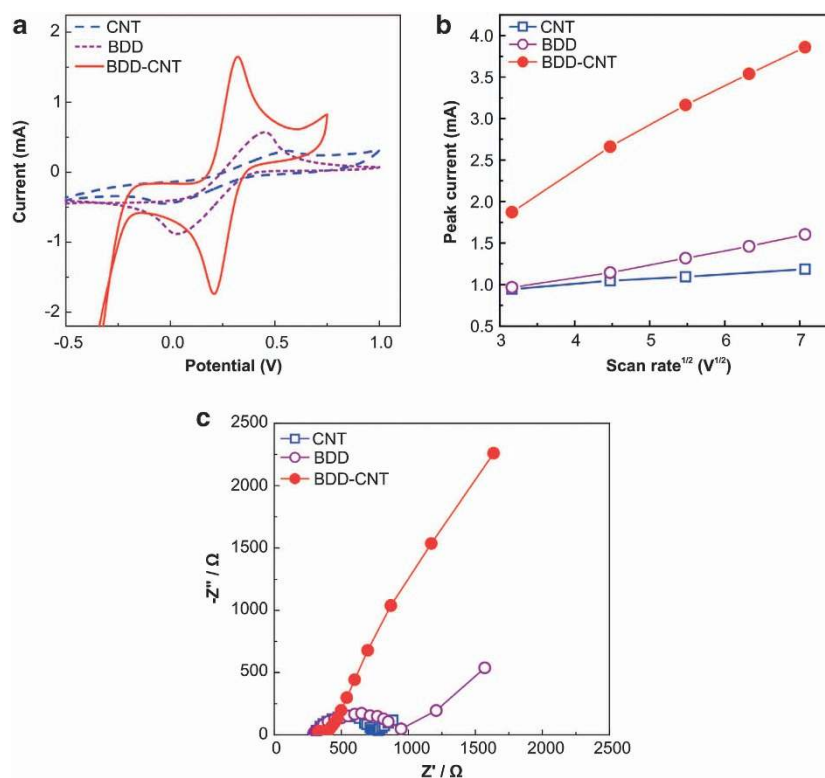 a
CNT
BDD
BDD-CNT
2
1
0
-1
-2
-0.5
0.0
0.5
1.0
Current (mA)
Potential (V)
b
CNT
BDD
BDD-CNT
4.0
3.5
3.0
2.5
2.0
1.5
1.0
0.5
3
4
5
6
7
Peak current (mA)
Scan rate^1/2 (V^1/2)
c
CNT
BDD
BDD-CNT
2500
2000
1500
1000
500
0
0
500
1000
1500
2000
2500
-Z'' / Ω
Z' / Ω